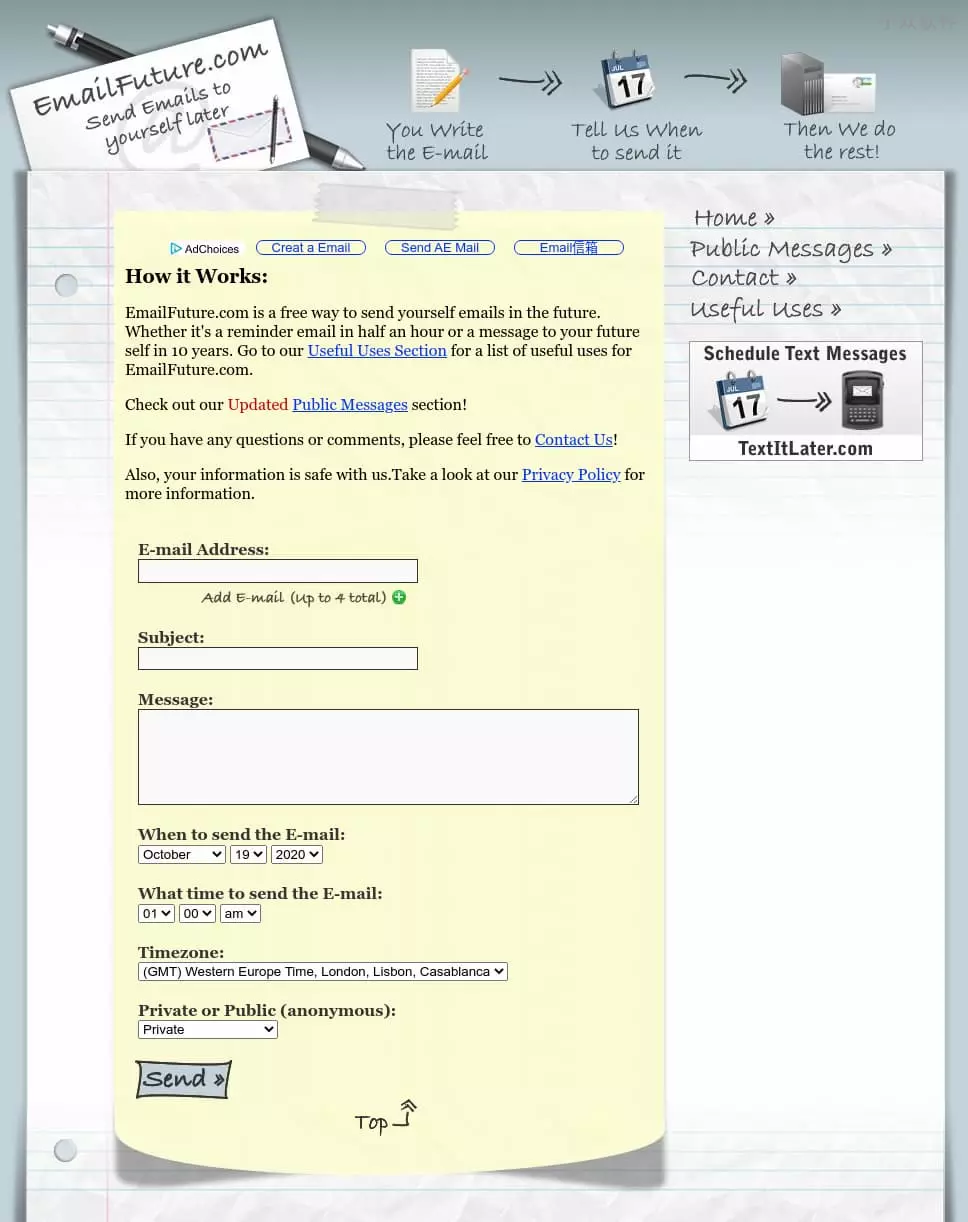 EmailFuture.com
Send Emails to
yourself later
You Write
the E-mail
JUL
17
Tell Us When
to send it
Then We do
the rest!
Home »
Public Messages »
Contact »
Useful Uses »
Schedule Text Messages
JUL
17
TextItLater.com
AdChoices
Creat a Email
Send AE Mail
Email信箱
How it Works:
EmailFuture.com is a free way to send yourself emails in the future.
Whether it's a reminder email in half an hour or a message to your future
self in 10 years. Go to our Useful Uses Section for a list of useful uses for
EmailFuture.com.
Check out our Updated Public Messages section!
If you have any questions or comments, please feel free to Contact Us!
Also, your information is safe with us.Take a look at our Privacy Policy for
more information.
E-mail Address:
Add E-mail (Up to 4 total)
Subject:
Message:
When to send the E-mail:
October 19 2020
What time to send the E-mail:
01 00 am
Timezone:
(GMT) Western Europe Time, London, Lisbon, Casablanca
Private or Public (anonymous):
Private
Send »
Top